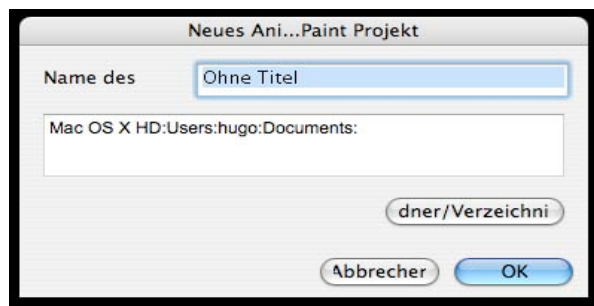 Neues Ani...Paint Projekt
Name des Ohne Titel
Mac OS X HD:Users:hugo:Documents:
dner/Verzeichni
Abbrecher
OK